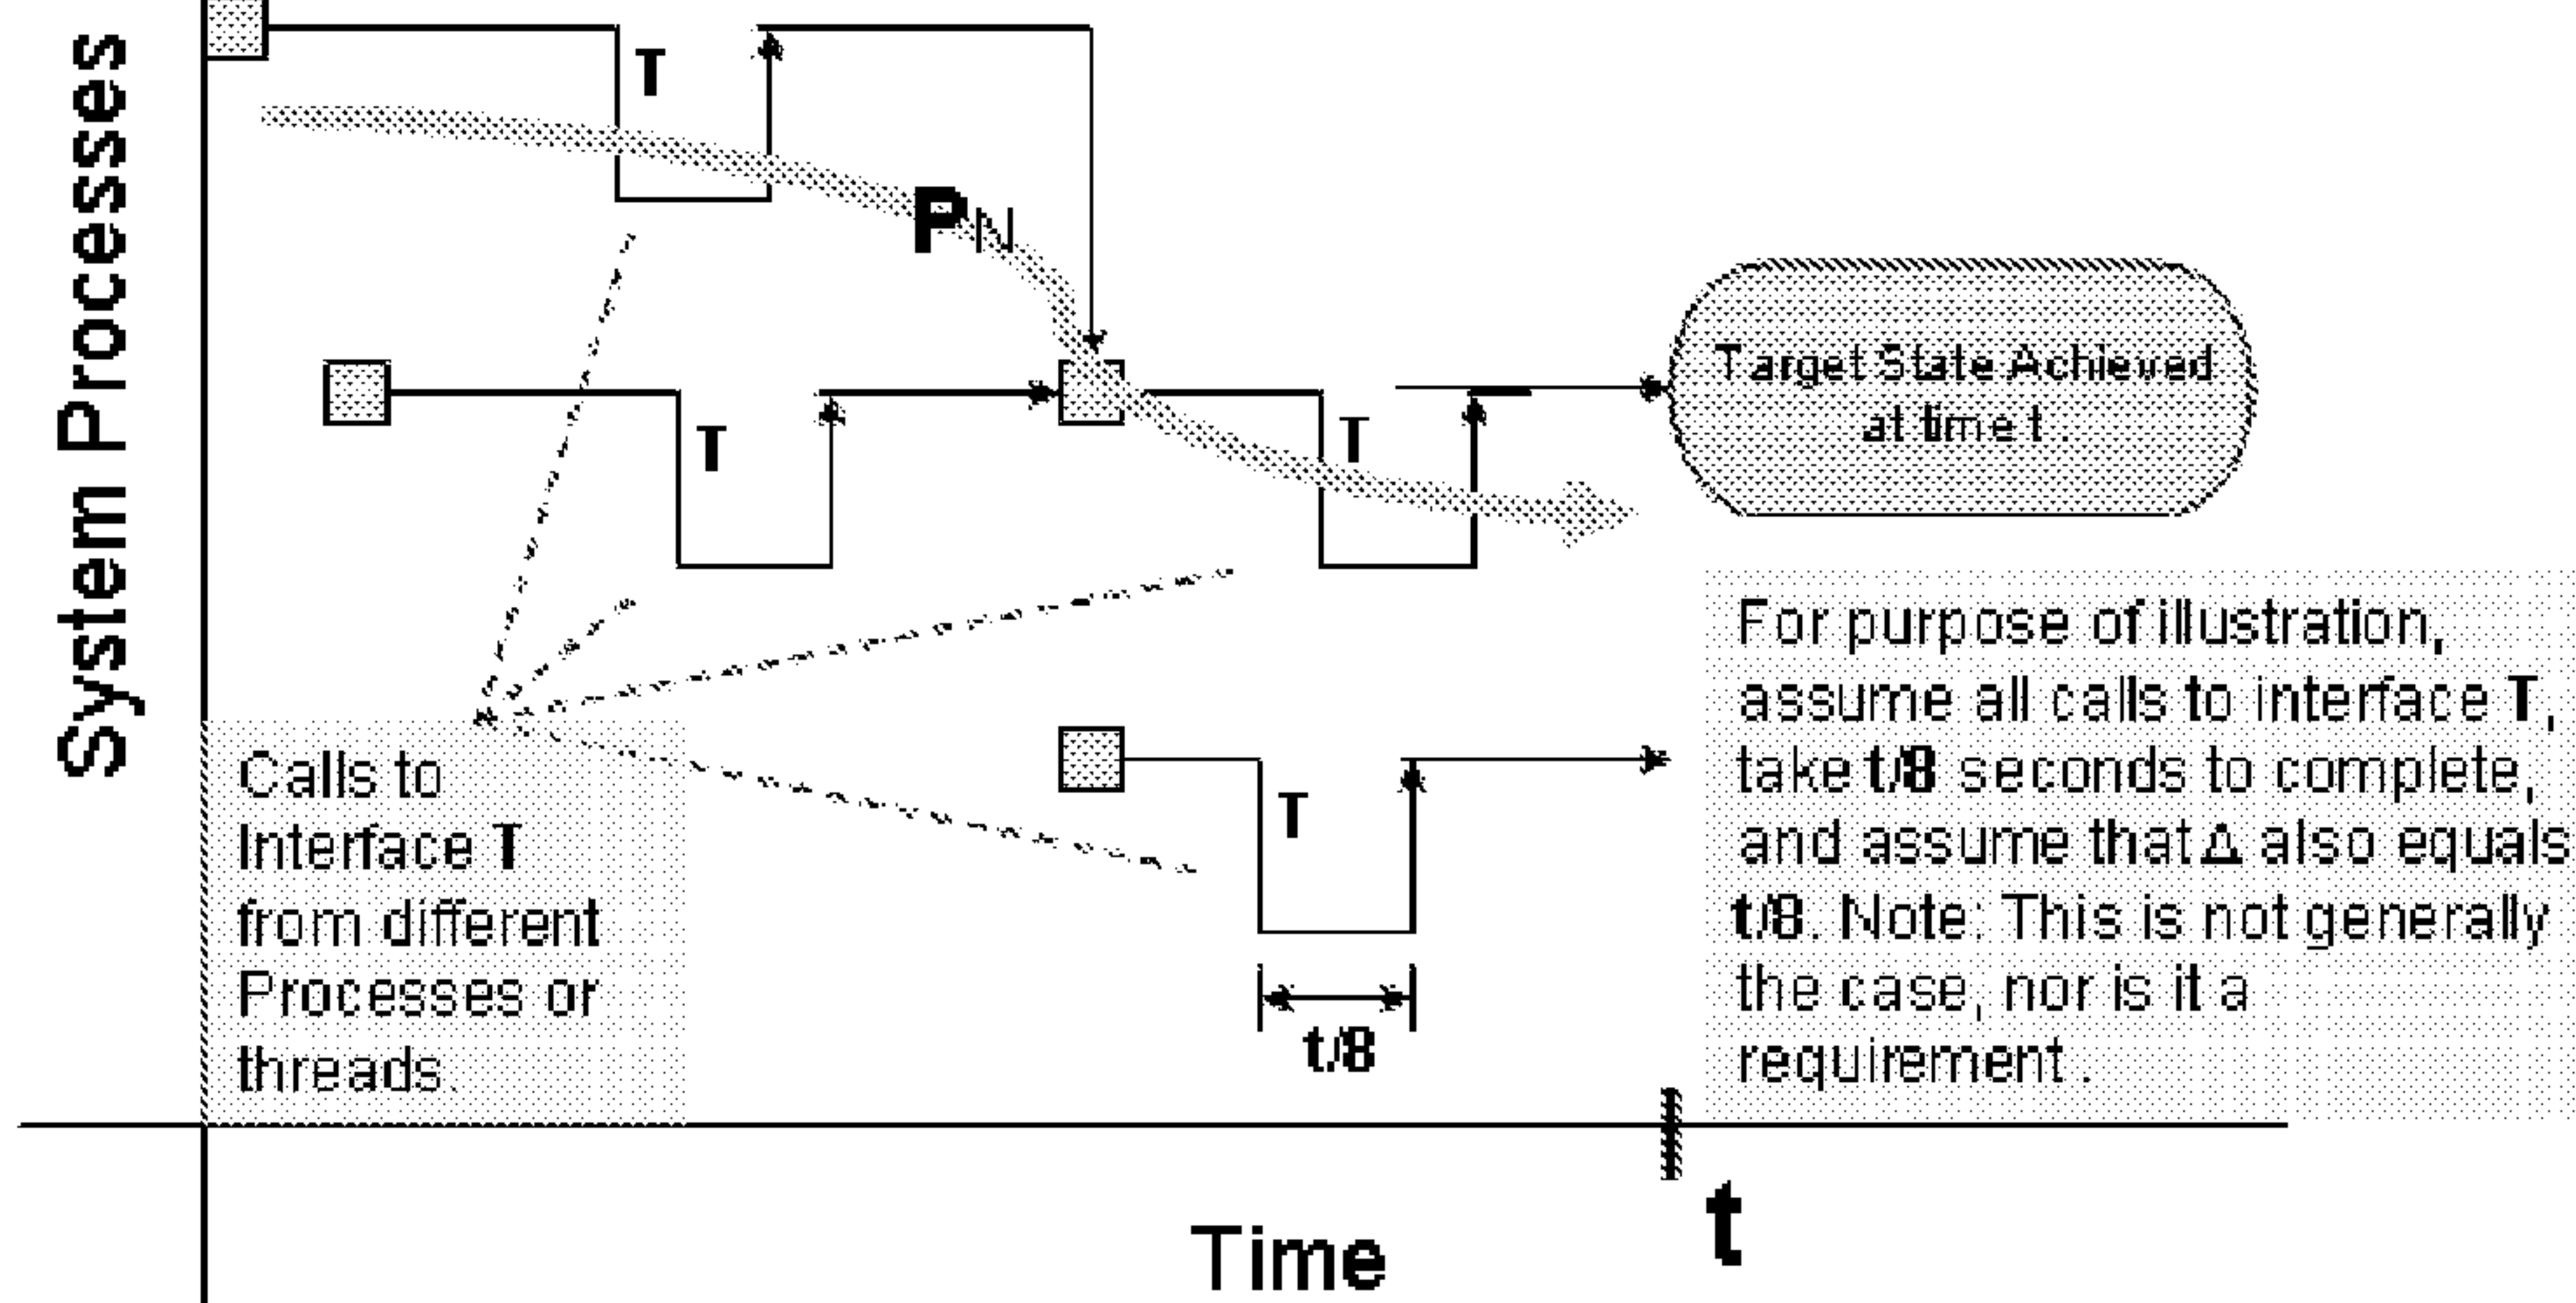 System Processes
T
PN
T
T
Target State Achieved
at time t.
For purpose of illustration,
assume all calls to interface T,
take t/8 seconds to complete,
and assume that Δ also equals
t/8. Note: This is not generally
the case, nor is it a
requirement.
Calls to
Interface T
from different
Processes or
threads.
T
t/8
t
Time